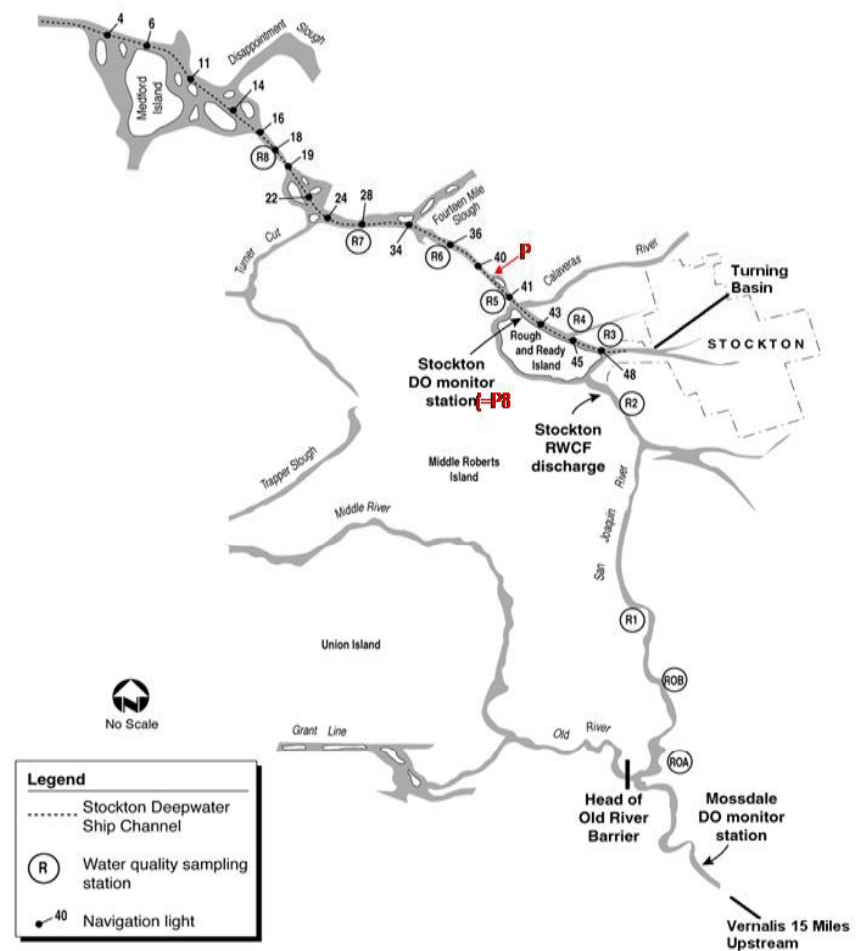 4
6
11
Disappointment Slough
14
Medford
Island
16
18
R8
19
22
24
28
R7
34
Fourteen Mile
Slough
36
R6
40
P
Turner Cut
Calaveras River
41
R5
43
R4
R3
Turning
Basin
Rough
and Ready
Island
45
48
STOCKTON
Stockton
DO monitor
station(=P8
R2
Stockton
RWCF
discharge
Middle Roberts
Island
Trapper Slough
Middle River
San Joaquin River
R1
Union Island
ROB
No Scale
Grant Line
Old River
ROA
Head of
Old River
Barrier
Mossdale
DO monitor
station
Legend
Stockton Deepwater
Ship Channel
R
Water quality sampling
station
40
Navigation light
Vernalis 15 Miles
Upstream